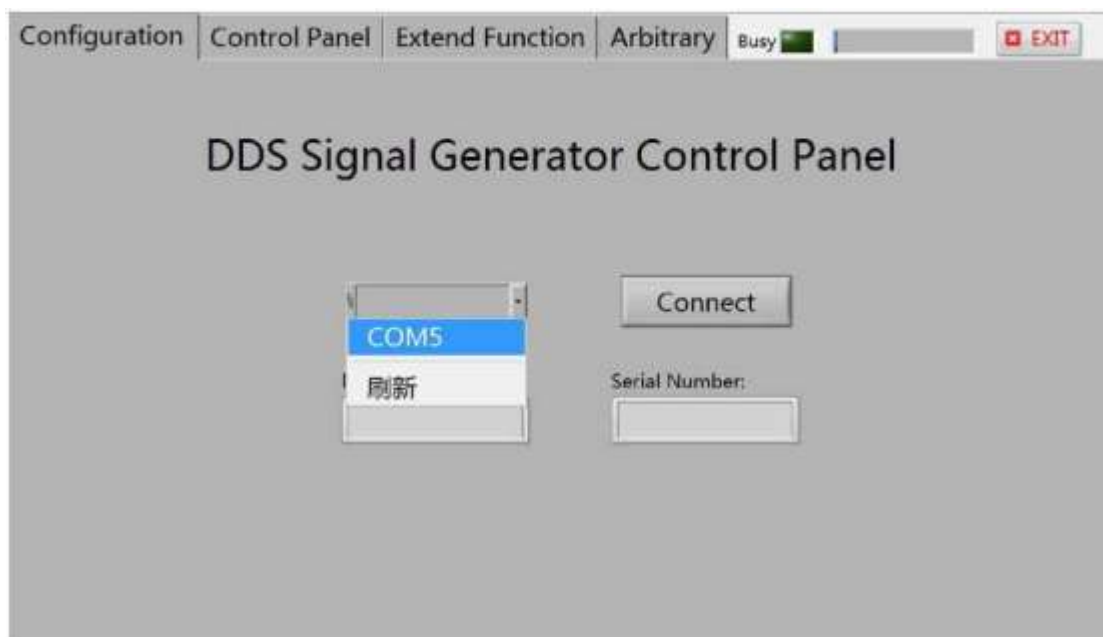 Configuration
Control Panel
Extend Function
Arbitrary
Busy
EXIT
DDS Signal Generator Control Panel
Connect
COM5
刷新
Serial Number: